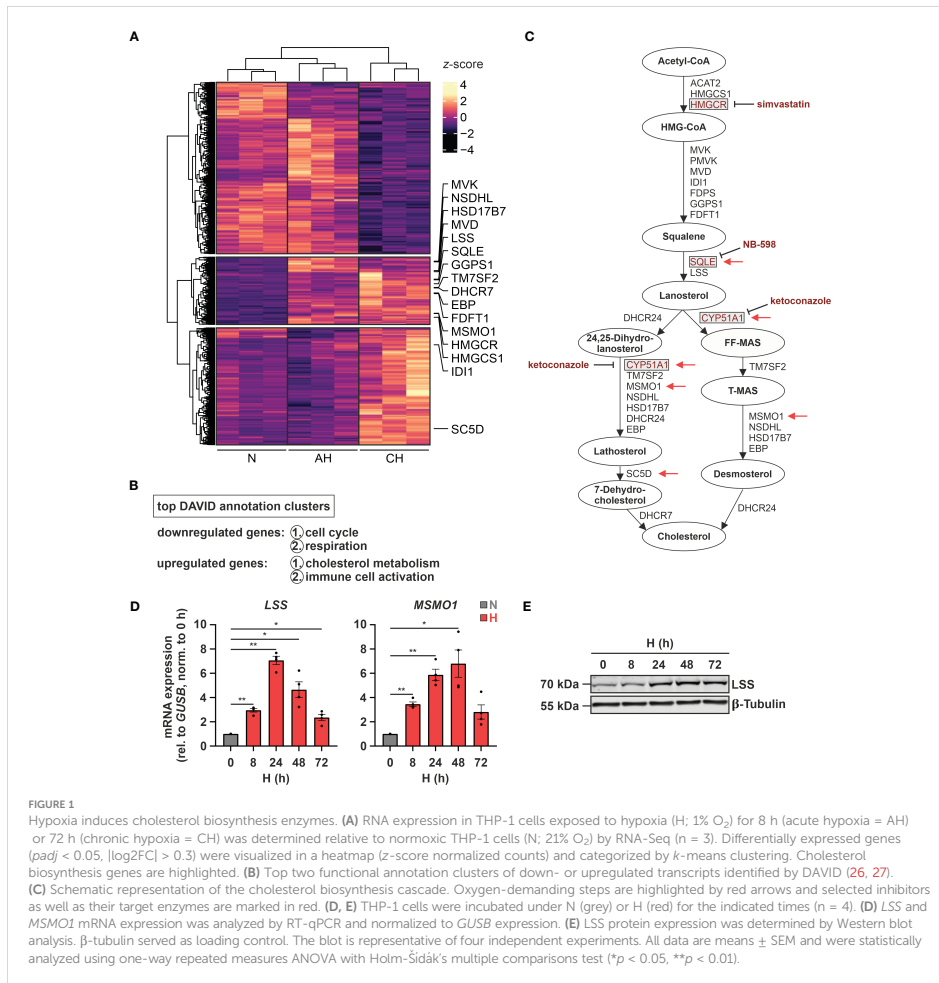 A
z-score
4
2
0
−2
−4
MVK
NSDHL
HSD17B7
MVD
LSS
SQLE
GGPS1
TM7SF2
DHCR7
EBP
FDFT1
MSMO1
HMGCR
HMGCS1
IDI1
SC5D
N AH CH
B
top DAVID annotation clusters
downregulated genes: 1. cell cycle
2. respiration
upregulated genes: 1. cholesterol metabolism
2. immune cell activation
C
Acetyl-CoA
ACAT2
HMGCS1
HMGCR simvastatin
HMG-CoA
MVK
PMVK
MVD
IDI1
FDPS
GGPS1
FDFT1
Squalene
NB-598
SQLE
LSS
Lanosterol
ketoconazole
DHCR24 CYP51A1
24,25-Dihydro-
lanosterol
FF-MAS
ketoconazole CYP51A1
TM7SF2
MSMO1
NSDHL
HSD17B7
DHCR24
EBP
TM7SF2
T-MAS
MSMO1
NSDHL
HSD17B7
EBP
Lathosterol
SC5D
Desmosterol
7-Dehydro-
cholesterol
DHCR7
DHCR24
Cholesterol
D
LSS
MSMO1
N
H
mRNA expression
(rel. to GUSB, norm. to 0 h)
10
8
6
4
2
0
**
**
*
*
0 8 24 48 72
H (h)
10
8
6
4
2
0
**
**
*
0 8 24 48 72
H (h)
E
H (h)
0 8 24 48 72
70 kDa LSS
55 kDa β-Tubulin
FIGURE 1
Hypoxia induces cholesterol biosynthesis enzymes. (A) RNA expression in THP-1 cells exposed to hypoxia (H; 1% O₂) for 8 h (acute hypoxia = AH)
or 72 h (chronic hypoxia = CH) was determined relative to normoxic THP-1 cells (N; 21% O₂) by RNA-Seq (n = 3). Differentially expressed genes
(padj < 0.05, |log2FC| > 0.3) were visualized in a heatmap (z-score normalized counts) and categorized by k-means clustering. Cholesterol
biosynthesis genes are highlighted. (B) Top two functional annotation clusters of down- or upregulated transcripts identified by DAVID (26, 27).
(C) Schematic representation of the cholesterol biosynthesis cascade. Oxygen-demanding steps are highlighted by red arrows and selected inhibitors
as well as their target enzymes are marked in red. (D, E) THP-1 cells were incubated under N (grey) or H (red) for the indicated times (n = 4). (D) LSS and
MSMO1 mRNA expression was analyzed by RT-qPCR and normalized to GUSB expression. (E) LSS protein expression was determined by Western blot
analysis. β-tubulin served as loading control. The blot is representative of four independent experiments. All data are means ± SEM and were statistically
analyzed using one-way repeated measures ANOVA with Holm-Šídák's multiple comparisons test (*p < 0.05, **p < 0.01).